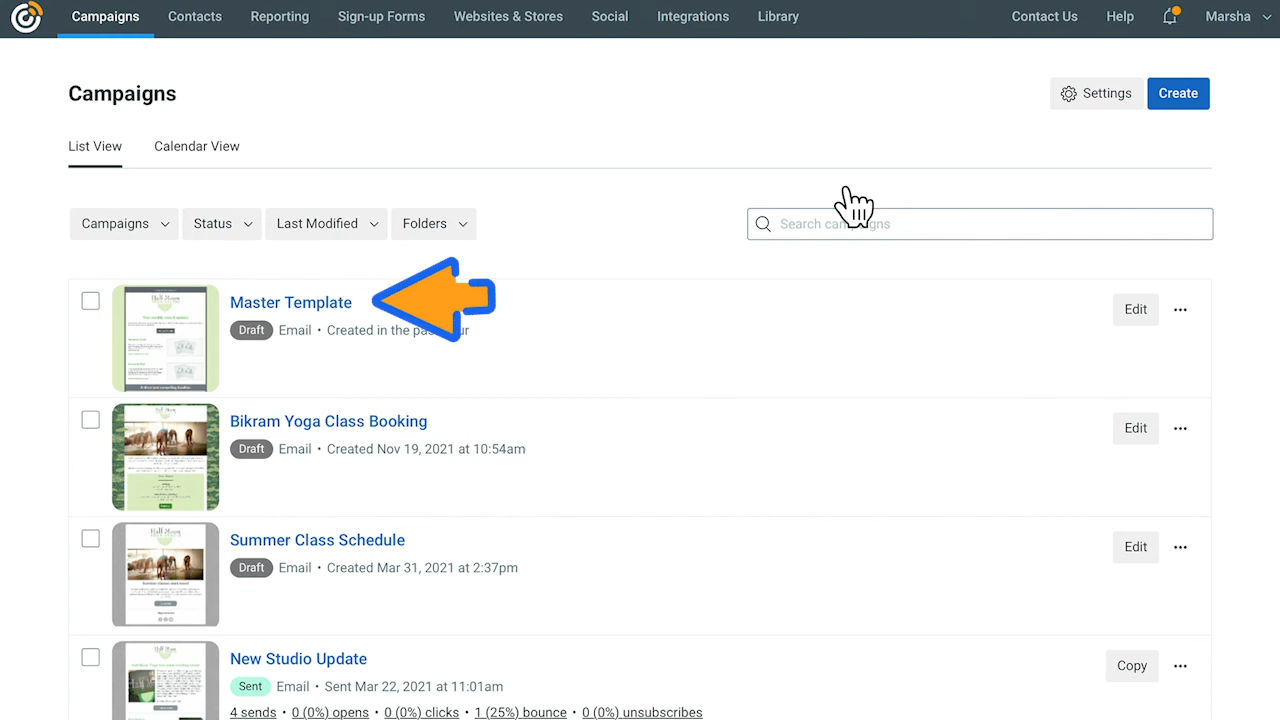 Campaigns Contacts Reporting Sign-up Forms Websites & Stores Social Integrations Library Contact Us Help Marsha
Campaigns
Settings Create
List View Calendar View
Campaigns Status Last Modified Folders
Search campaigns
Master Template
Draft Email • Created in the past hour
Edit
Bikram Yoga Class Booking
Draft Email • Created Nov 19, 2021 at 10:54am
Edit
Summer Class Schedule
Draft Email • Created Mar 31, 2021 at 2:37pm
Edit
New Studio Update
Sent Email • Mar 22, 2021 at 11:01am
Copy
4 sends • 0 (0%) opens • 0 (0%) clicks • 1 (25%) bounce • 0 (0%) unsubscribes